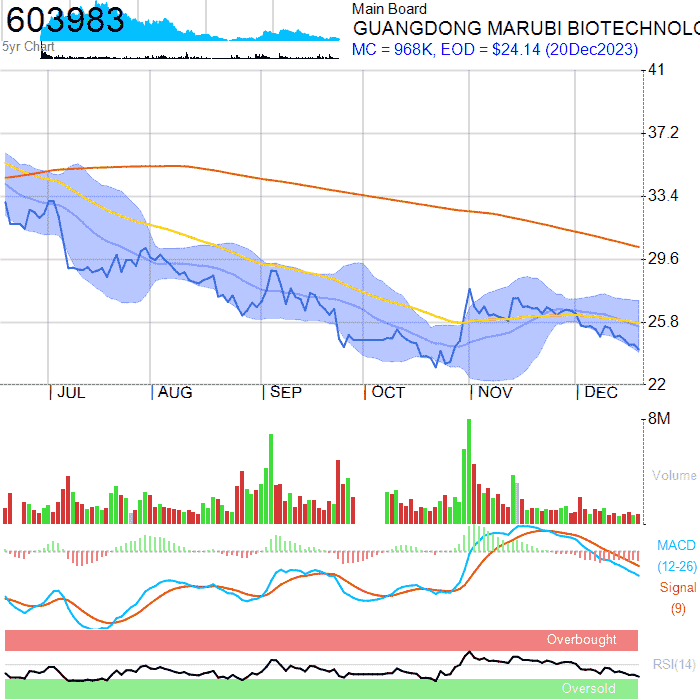 603983
5yr Chart
Main Board
GUANGDONG MARUBI BIOTECHNOLO
MC = 968K, EOD = $24.14 (20Dec2023)
41
37.2
33.4
29.6
25.8
22
JUL AUG SEP OCT NOV DEC
8M
Volume
MACD
(12-26)
Signal
(9)
Overbought
RSI(14)
Oversold